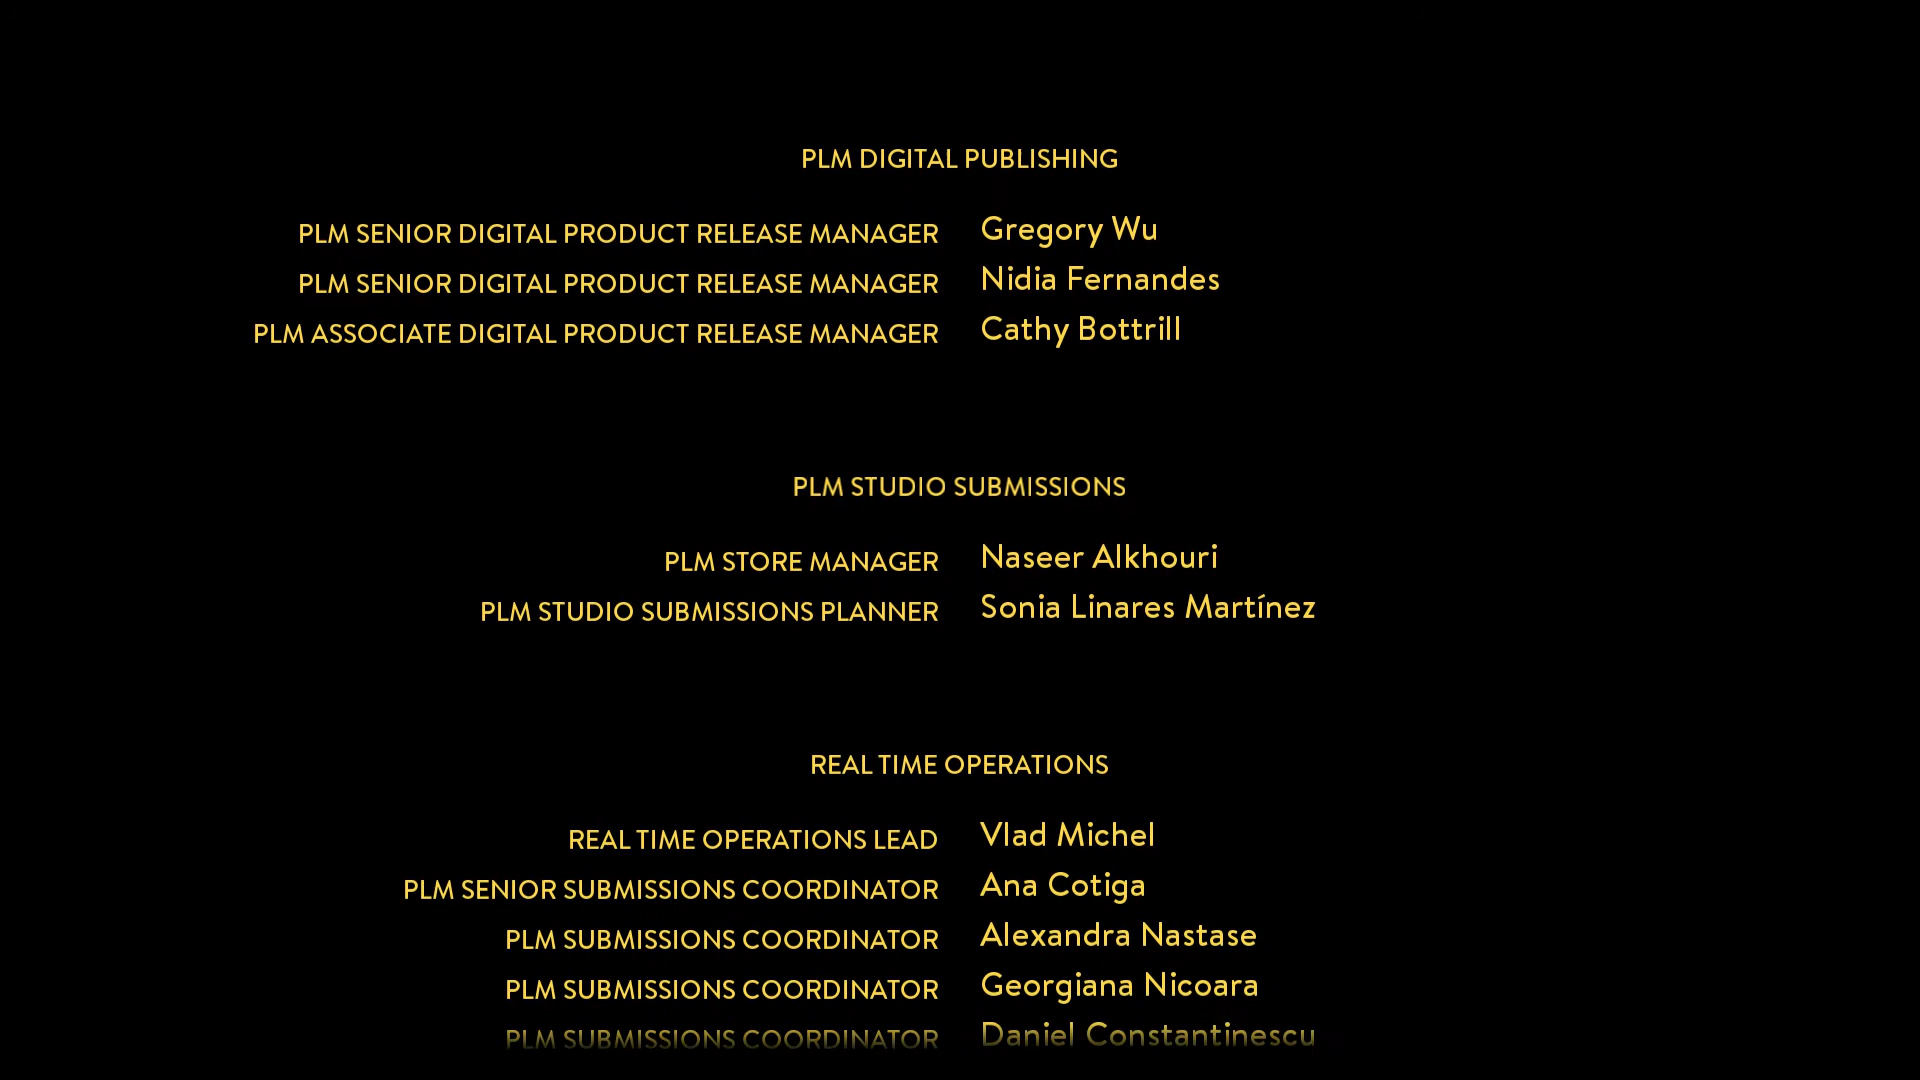 PLM DIGITAL PUBLISHING
PLM SENIOR DIGITAL PRODUCT RELEASE MANAGER Gregory Wu
PLM SENIOR DIGITAL PRODUCT RELEASE MANAGER Nidia Fernandes
PLM ASSOCIATE DIGITAL PRODUCT RELEASE MANAGER Cathy Bottrill
PLM STUDIO SUBMISSIONS
PLM STORE MANAGER Naseer Alkhouri
PLM STUDIO SUBMISSIONS PLANNER Sonia Linares Martínez
REAL TIME OPERATIONS
REAL TIME OPERATIONS LEAD Vlad Michel
PLM SENIOR SUBMISSIONS COORDINATOR Ana Cotiga
PLM SUBMISSIONS COORDINATOR Alexandra Nastase
PLM SUBMISSIONS COORDINATOR Georgiana Nicoara
PLM SUBMISSIONS COORDINATOR Daniel Constantinescu